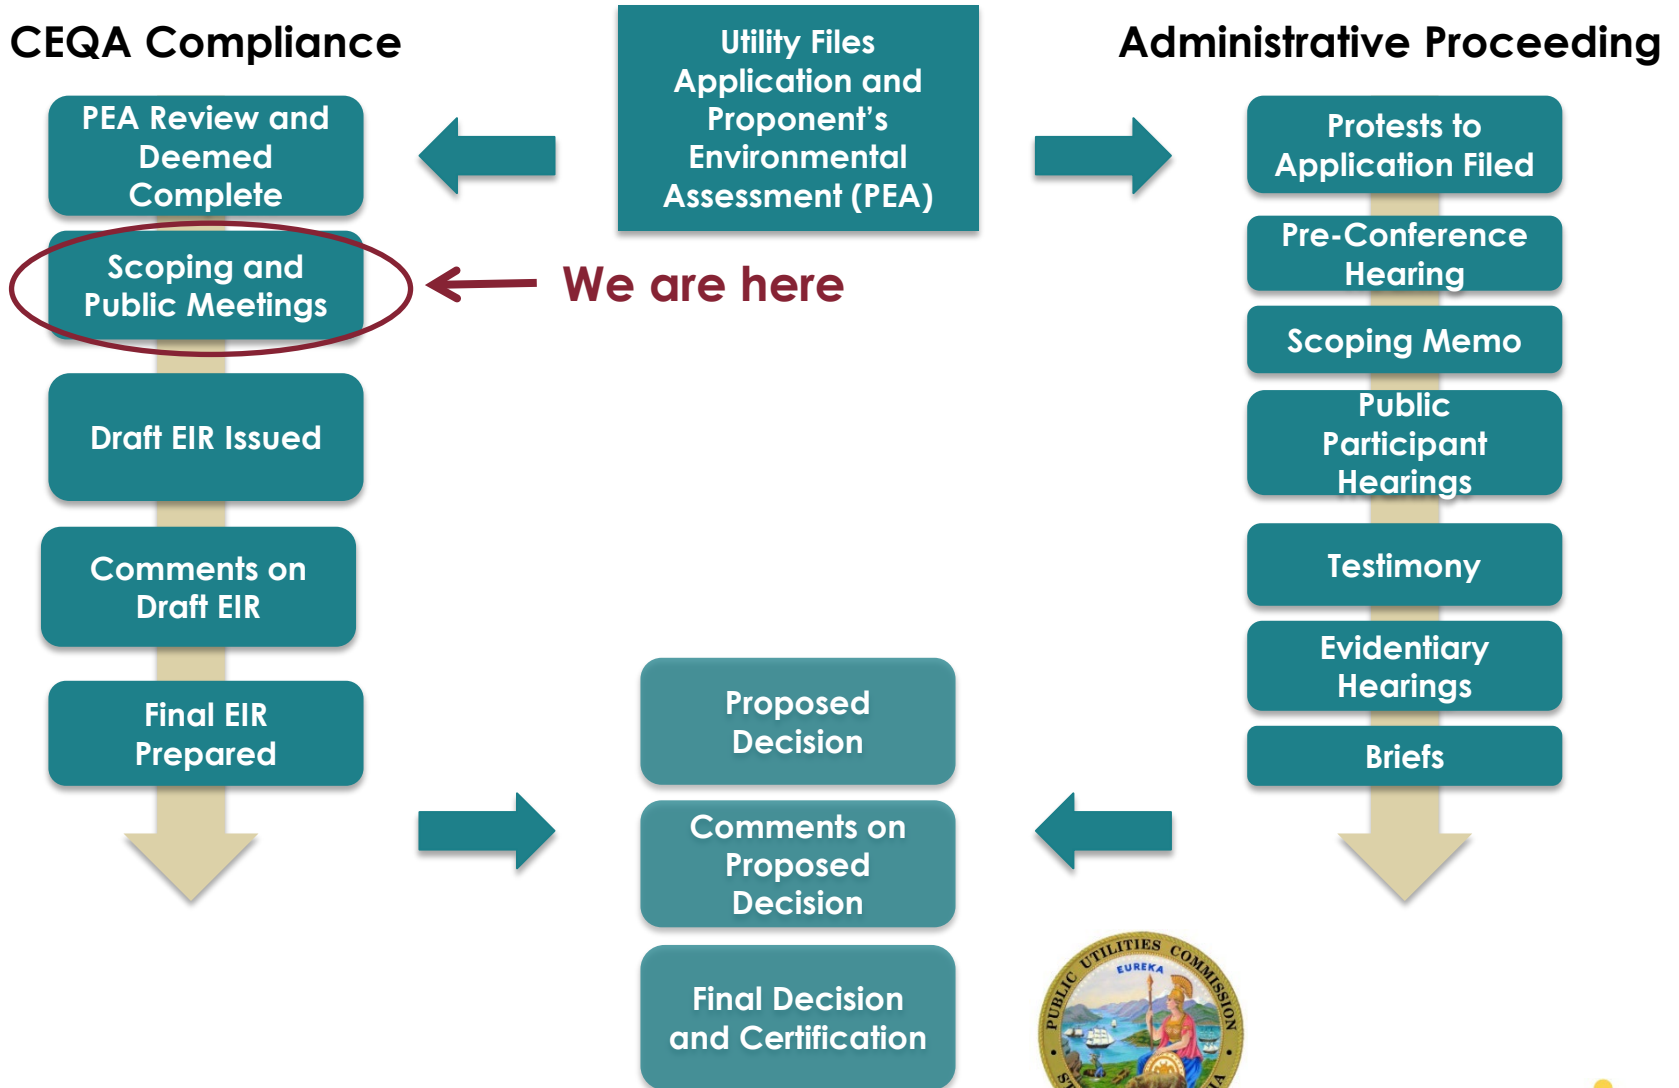 CEQA Compliance
Utility Files
Application and
Proponent's
Environmental
Assessment (PEA)
Administrative Proceeding
PEA Review and
Deemed
Complete
Scoping and
Public Meetings
We are here
Draft EIR Issued
Comments on
Draft EIR
Final EIR
Prepared
Protests to
Application Filed
Pre-Conference
Hearing
Scoping Memo
Public
Participant
Hearings
Testimony
Evidentiary
Hearings
Briefs
Proposed
Decision
Comments on
Proposed
Decision
Final Decision
and Certification
PUBLIC UTILITIES COMMISSION
EUREKA